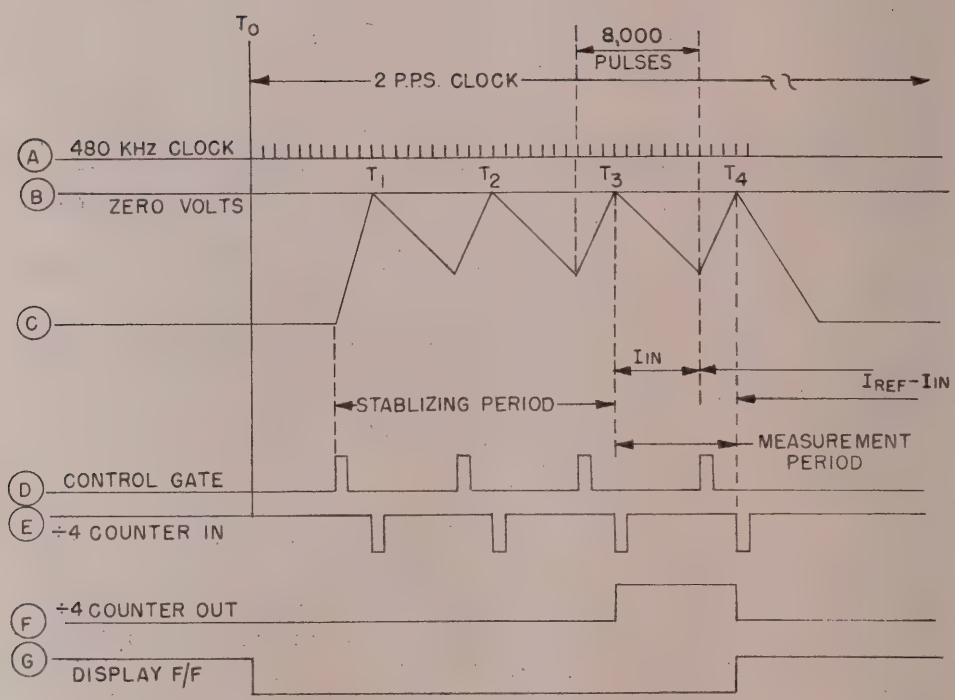 T0
8,000
PULSES
2 P.P.S. CLOCK
A 480 KHz CLOCK
T1 T2 T3 T4
B ZERO VOLTS
C
IIN
IREF-IIN
STABLIZING PERIOD
MEASUREMENT
PERIOD
D CONTROL GATE
E ÷4 COUNTER IN
F ÷4 COUNTER OUT
G DISPLAY F/F